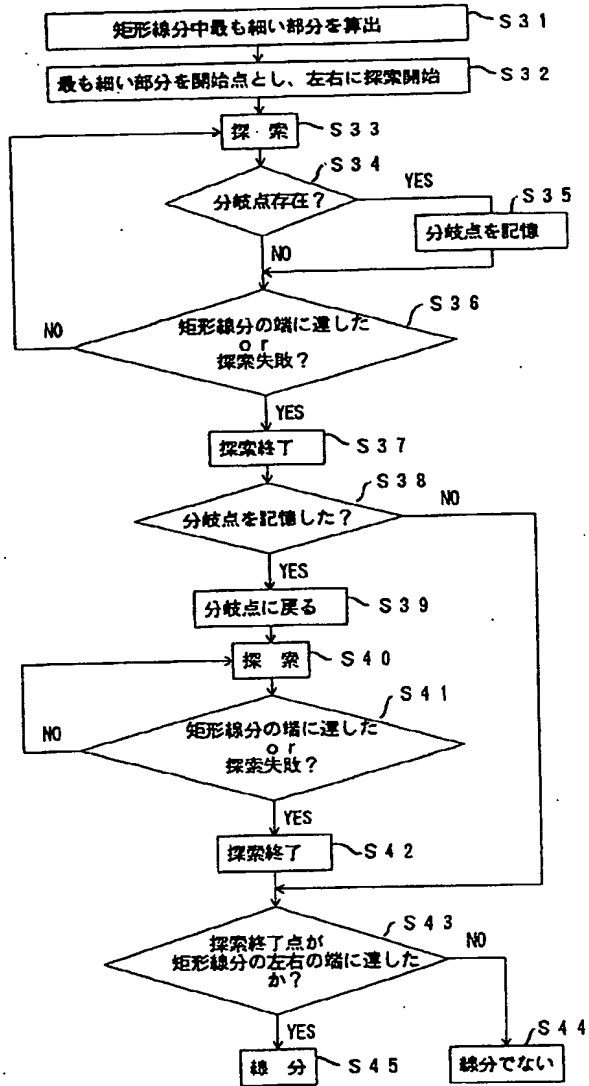 矩形線分中最も細い部分を算出 S31
最も細い部分を開始点とし、左右に探索開始 S32
探索 S33
S34
分岐点存在？
YES
S35
分岐点を記憶
NO
S36
矩形線分の端に達した
or
探索失敗？
NO
YES
探索終了 S37
S38
分岐点を記憶した？
NO
YES
分岐点に戻る S39
探索 S40
S41
矩形線分の端に達した
or
探索失敗？
NO
YES
探索終了 S42
S43
探索終了点が
矩形線分の左右の端に達した
か？
NO
YES
S44
線分でない
線分 S45